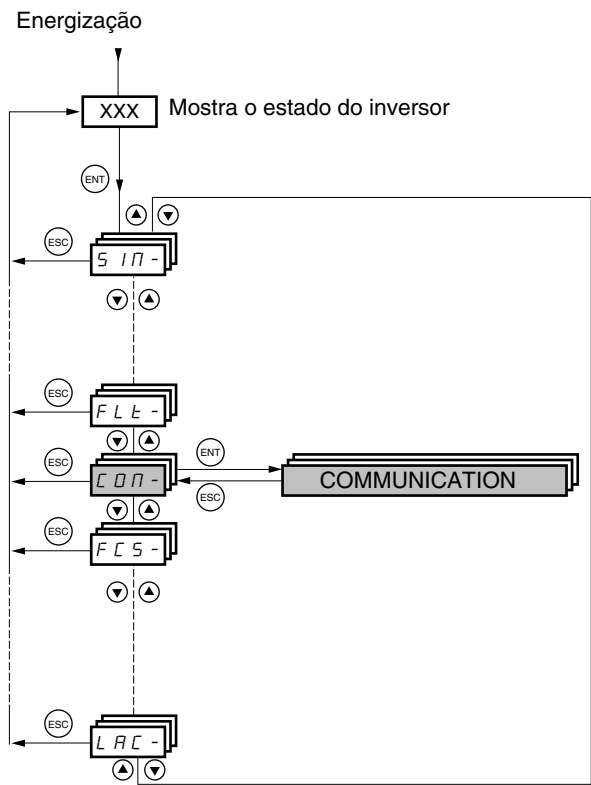 Energização
XXX
Mostra o estado do inversor
ENT
ESC
SIM-
ESC
FLt-
ESC
COM-
ENT
ESC
COMMUNICATION
ESC
FCS-
ESC
LAC-